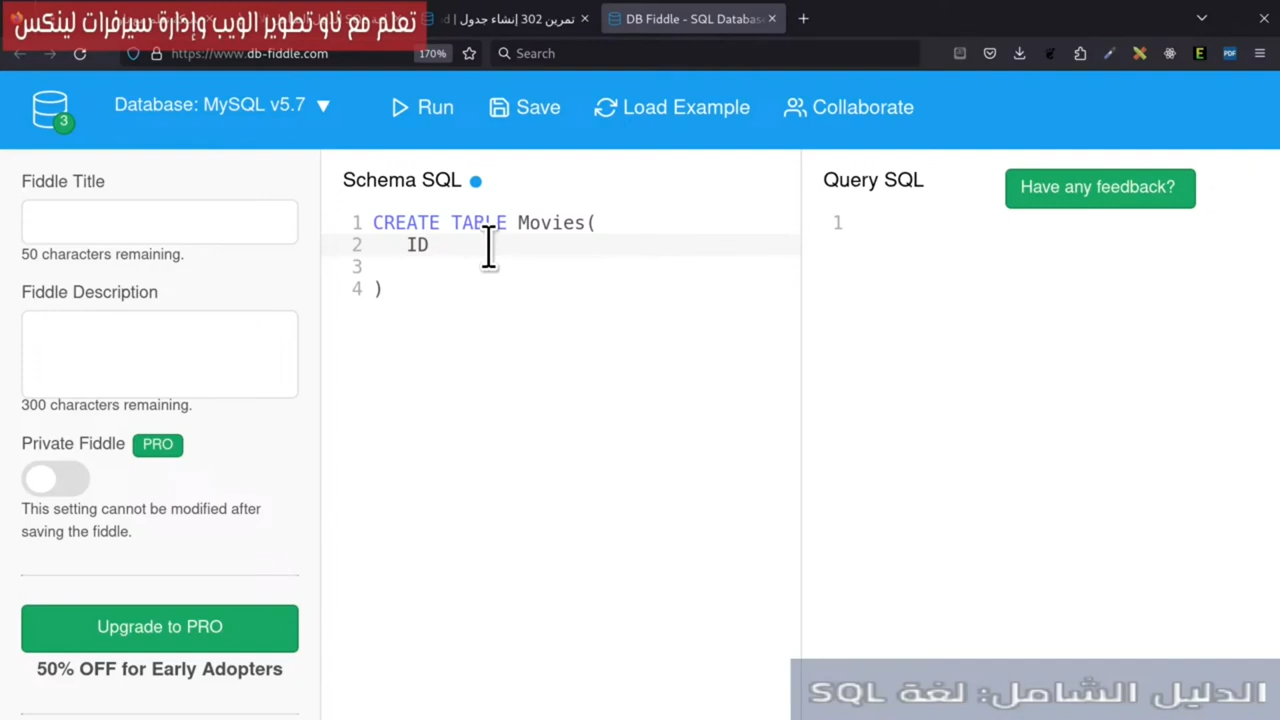 تعلم مع ناو تطوير الويب وإدارة سيرفرات لينكس
تمرين 302 إنشاء جدول
DB Fiddle - SQL Databas
https://www.db-fiddle.com
170%
Search
Database: MySQL v5.7
Run
Save
Load Example
Collaborate
3
Fiddle Title
50 characters remaining.
Fiddle Description
300 characters remaining.
Private Fiddle PRO
This setting cannot be modified after
saving the fiddle.
Upgrade to PRO
50% OFF for Early Adopters
Schema SQL
1 CREATE TABLE Movies(
2 ID
3
4 )
Query SQL
Have any feedback?
1
الدليل الشامل: لغة SQL